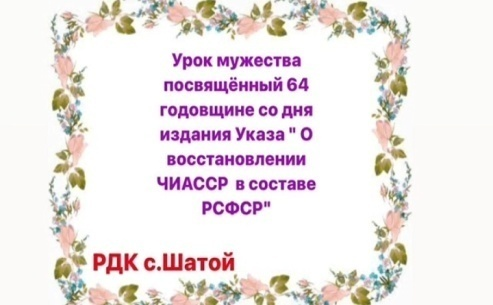 Урок мужества
посвящённый 64
годовщине со дня
издания Указа " О
восстановлении
ЧИАССР в составе
РСФСР"
РДК с.Шатой